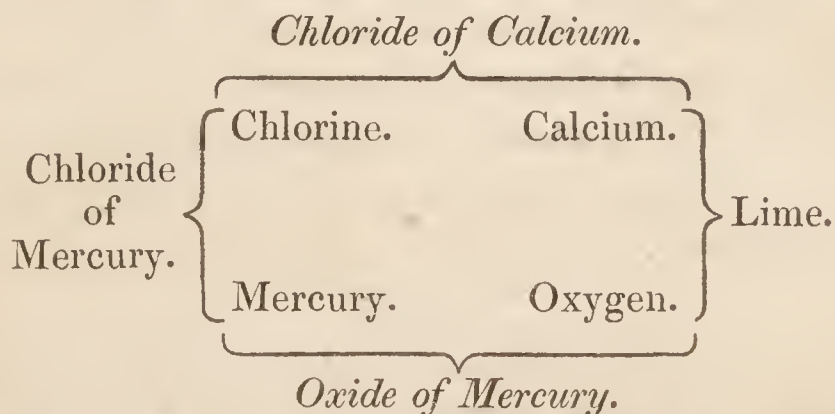 Chloride of Calcium.
Chlorine. Calcium.
Chloride
of
Mercury.
Lime.
Mercury. Oxygen.
Oxide of Mercury.